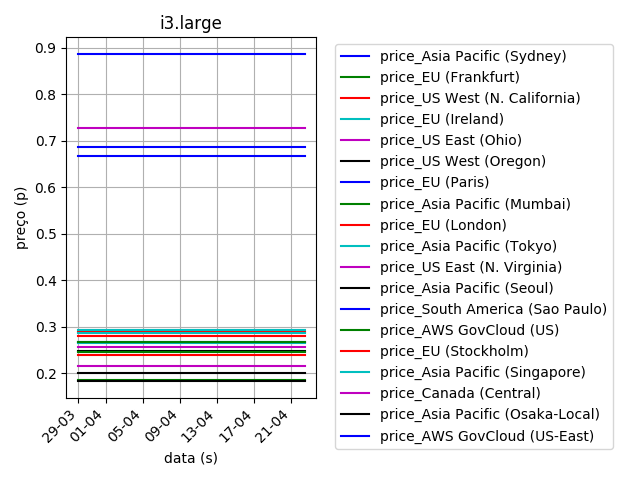 i3.large
0.9
0.8
0.7
0.6
0.5
0.4
0.3
0.2
preço (p)
29-03
01-04
05-04
09-04
13-04
17-04
21-04
data (s)
price_Asia Pacific (Sydney)
price_EU (Frankfurt)
price_US West (N. California)
price_EU (Ireland)
price_US East (Ohio)
price_US West (Oregon)
price_EU (Paris)
price_Asia Pacific (Mumbai)
price_EU (London)
price_Asia Pacific (Tokyo)
price_US East (N. Virginia)
price_Asia Pacific (Seoul)
price_South America (Sao Paulo)
price_AWS GovCloud (US)
price_EU (Stockholm)
price_Asia Pacific (Singapore)
price_Canada (Central)
price_Asia Pacific (Osaka-Local)
price_AWS GovCloud (US-East)